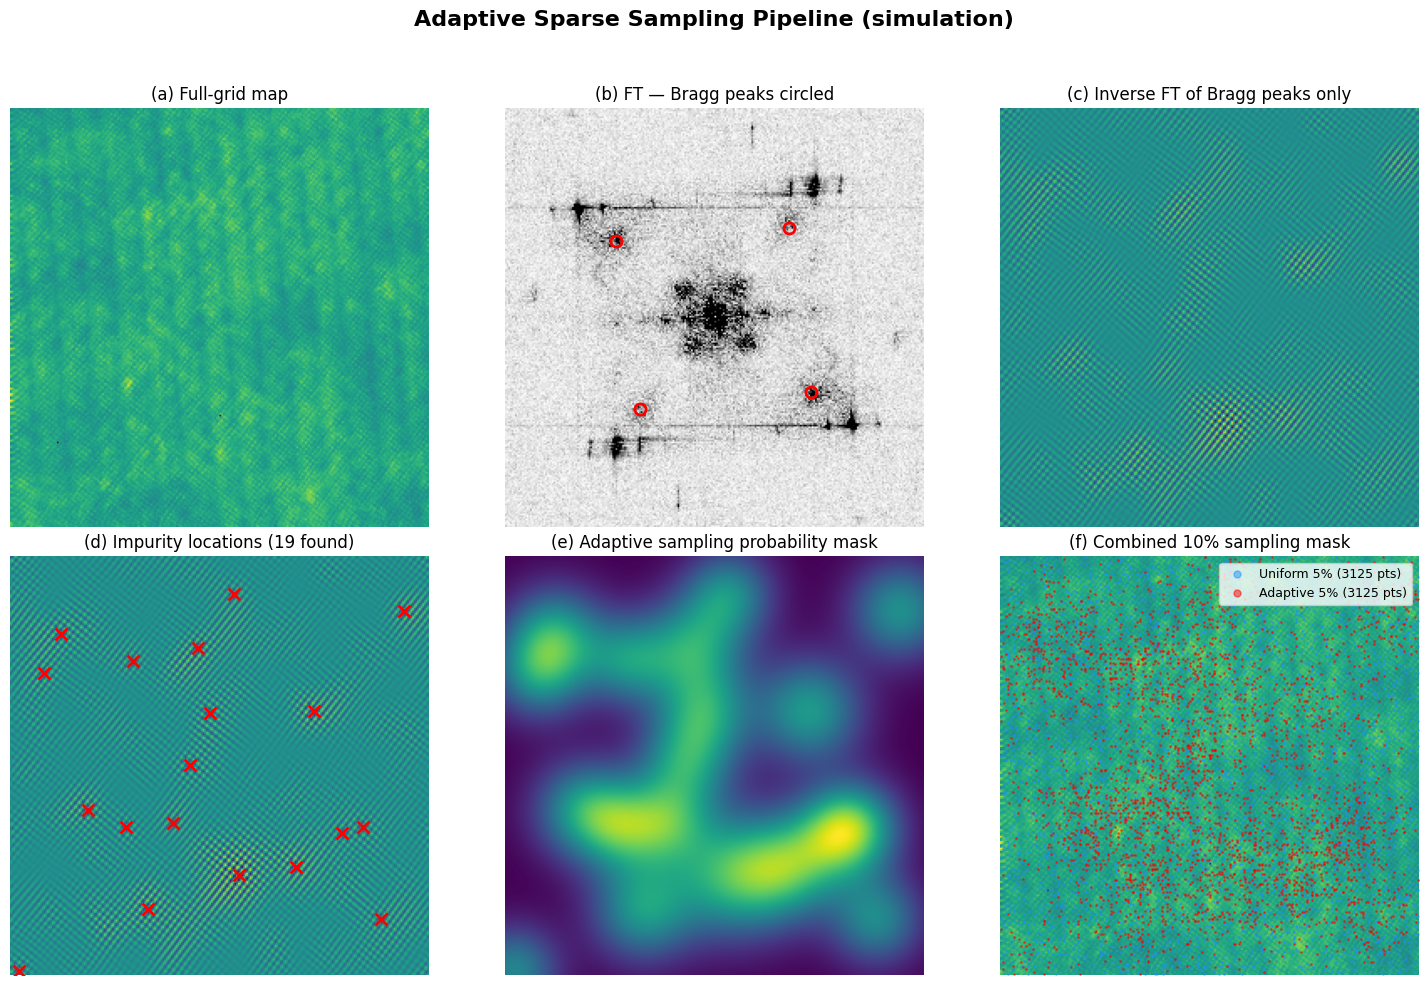 Adaptive Sparse Sampling Pipeline (simulation)
(a) Full-grid map
(b) FT — Bragg peaks circled
(c) Inverse FT of Bragg peaks only
(d) Impurity locations (19 found)
(e) Adaptive sampling probability mask
(f) Combined 10% sampling mask
Uniform 5% (3125 pts)
Adaptive 5% (3125 pts)